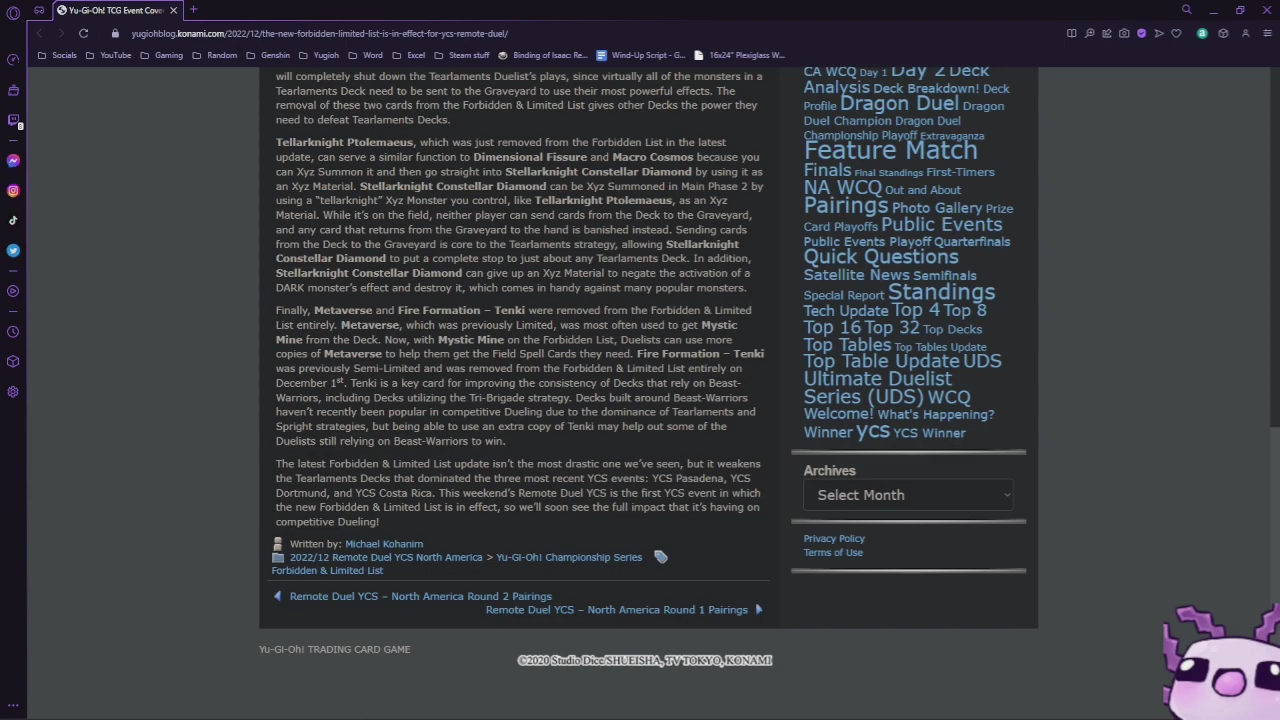 Yu-Gi-Oh! TCG Event Cove
yugiohblog.konami.com/2022/12/the-new-forbidden-limited-list-is-in-effect-for-ycs-remote-duel/
Socials YouTube Gaming Random Genshin Yugioh Word Excel Steam stuff Binding of Isaac: Re... Wind-Up Script - G... 16x24" Plexiglass W...
will completely shut down the Tearlaments Duelist's plays, since virtually all of the monsters in a
Tearlaments Deck need to be sent to the Graveyard to use their most powerful effects. The
removal of these two cards from the Forbidden & Limited List gives other Decks the power they
need to defeat Tearlaments Decks.
Tellarknight Ptolemaeus, which was just removed from the Forbidden List in the latest
update, can serve a similar function to Dimensional Fissure and Macro Cosmos because you
can Xyz Summon it and then go straight into Stellarknight Constellar Diamond by using it as
an Xyz Material. Stellarknight Constellar Diamond can be Xyz Summoned in Main Phase 2 by
using a "tellarknight" Xyz Monster you control, like Tellarknight Ptolemaeus, as an Xyz
Material. While it's on the field, neither player can send cards from the Deck to the Graveyard,
and any card that returns from the Graveyard to the hand is banished instead. Sending cards
from the Deck to the Graveyard is core to the Tearlaments strategy, allowing Stellarknight
Constellar Diamond to put a complete stop to just about any Tearlaments Deck. In addition,
Stellarknight Constellar Diamond can give up an Xyz Material to negate the activation of a
DARK monster's effect and destroy it, which comes in handy against many popular monsters.
Finally, Metaverse and Fire Formation – Tenki were removed from the Forbidden & Limited
List entirely. Metaverse, which was previously Limited, was most often used to get Mystic
Mine from the Deck. Now, with Mystic Mine on the Forbidden List, Duelists can use more
copies of Metaverse to help them get the Field Spell Cards they need. Fire Formation – Tenki
was previously Semi-Limited and was removed from the Forbidden & Limited List entirely on
December 1st. Tenki is a key card for improving the consistency of Decks that rely on Beast-
Warriors, including Decks utilizing the Tri-Brigade strategy. Decks built around Beast-Warriors
haven't recently been popular in competitive Dueling due to the dominance of Tearlaments and
Spright strategies, but being able to use an extra copy of Tenki may help out some of the
Duelists still relying on Beast-Warriors to win.
The latest Forbidden & Limited List update isn't the most drastic one we've seen, but it weakens
the Tearlaments Decks that dominated the three most recent YCS events: YCS Pasadena, YCS
Dortmund, and YCS Costa Rica. This weekend's Remote Duel YCS is the first YCS event in which
the new Forbidden & Limited List is in effect, so we'll soon see the full impact that it's having on
competitive Dueling!
Written by: Michael Kohanim
2022/12 Remote Duel YCS North America > Yu-Gi-Oh! Championship Series
Forbidden & Limited List
Remote Duel YCS – North America Round 2 Pairings
Remote Duel YCS – North America Round 1 Pairings
CA WCQ Day 1 Day 2 Deck
Analysis Deck Breakdown! Deck
Profile Dragon Duel Dragon
Duel Champion Dragon Duel
Championship Playoff Extravaganza
Feature Match
Finals Final Standings First-Timers
NA WCQ Out and About
Pairings Photo Gallery Prize
Card Playoffs Public Events
Public Events Playoff Quarterfinals
Quick Questions
Satellite News Semifinals
Special Report Standings
Tech Update Top 4 Top 8
Top 16 Top 32 Top Decks
Top Tables Top Tables Update
Top Table Update UDS
Ultimate Duelist
Series (UDS) WCQ
Welcome! What's Happening?
Winner ycs YCS Winner
Archives
Select Month
Privacy Policy
Terms of Use
Yu-Gi-Oh! TRADING CARD GAME
©2020 Studio Dice/SHUEISHA, TV TOKYO, KONAMI